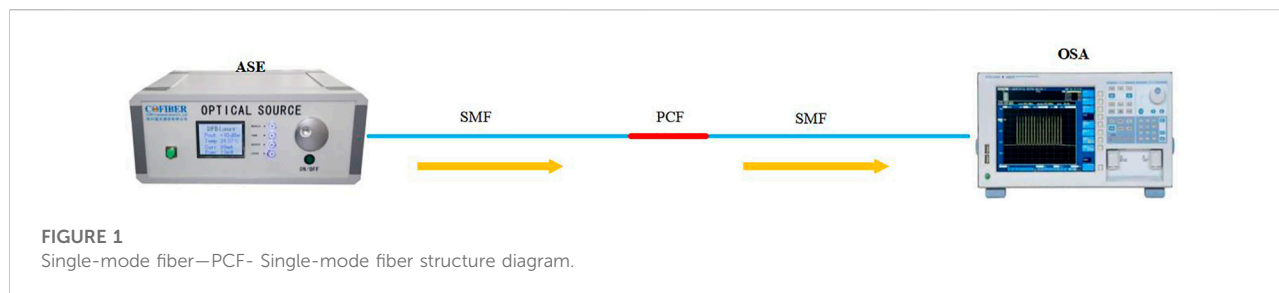 ASE
OSA
COFIBER
OPTICAL SOURCE
ON/OFF
SMF
PCF
SMF
FIGURE 1
Single-mode fiber—PCF- Single-mode fiber structure diagram.